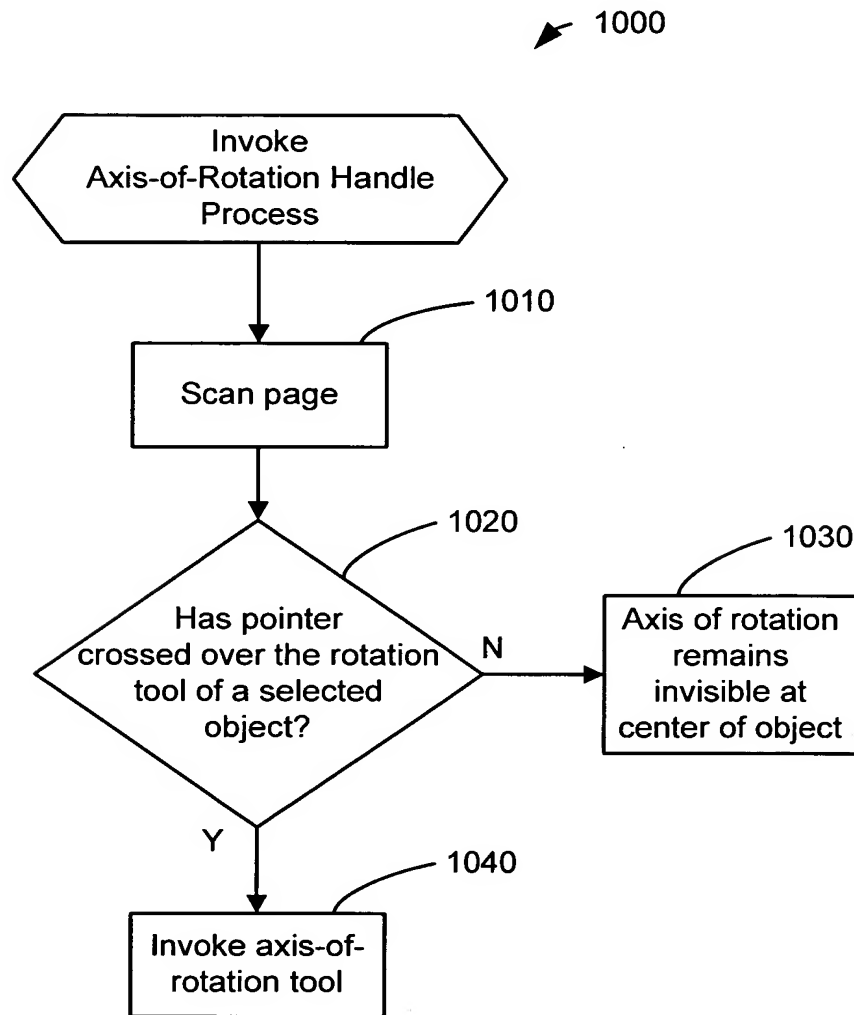 1000
Invoke
Axis-of-Rotation Handle
Process
1010
Scan page
1020
Has pointer
crossed over the rotation
tool of a selected
object?
N
1030
Axis of rotation
remains
invisible at
center of object
Y
1040
Invoke axis-of-
rotation tool